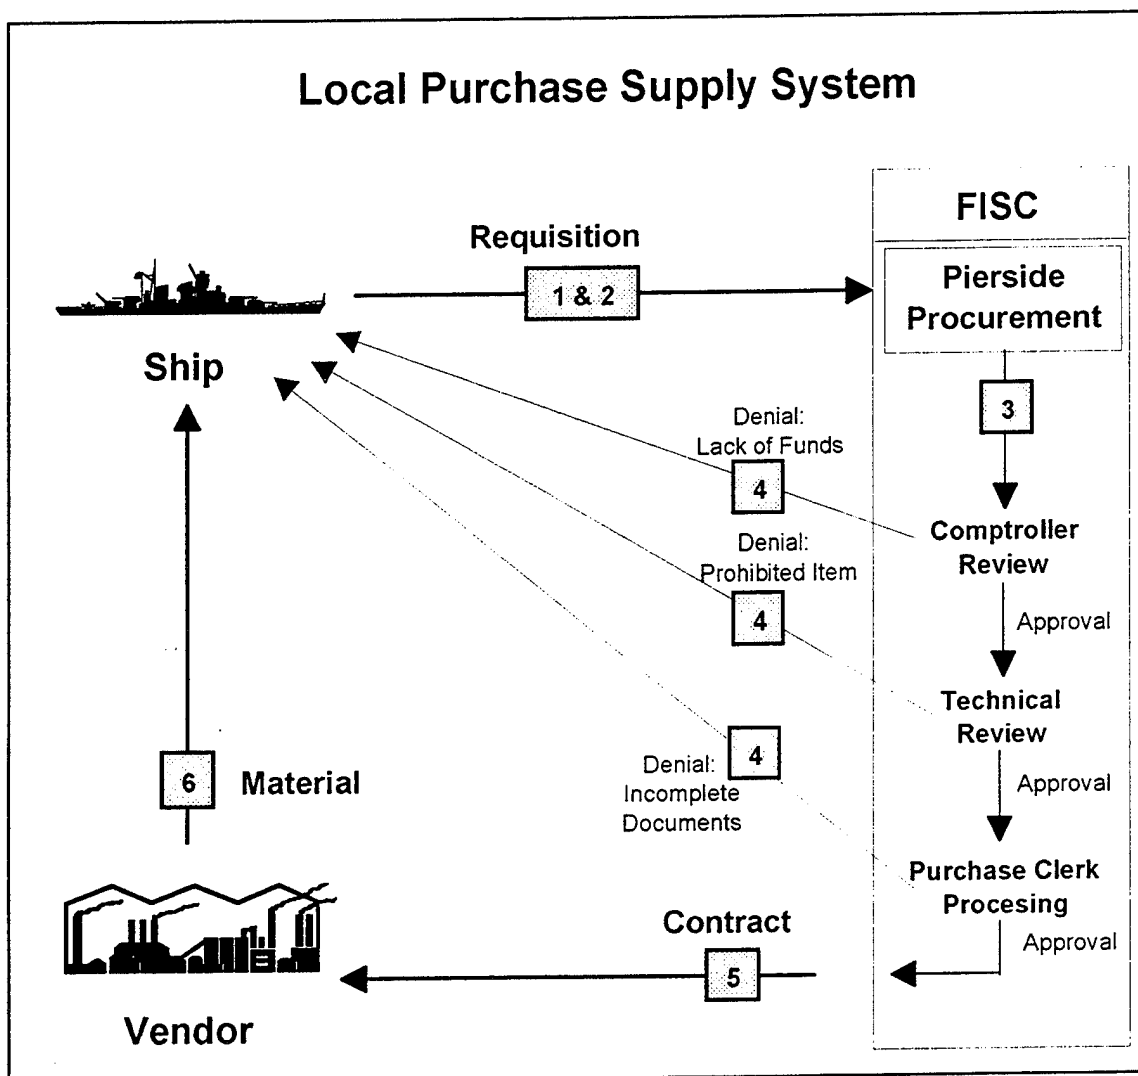 Local Purchase Supply System
FISC
Requisition
1 & 2
Pierside
Procurement
Ship
3
Denial:
Lack of Funds
4
Comptroller
Review
Denial:
Prohibited Item
4
Approval
Technical
Review
4
Denial:
Incomplete
Documents
Approval
6
Material
Purchase Clerk
Procesing
Approval
Contract
5
Vendor